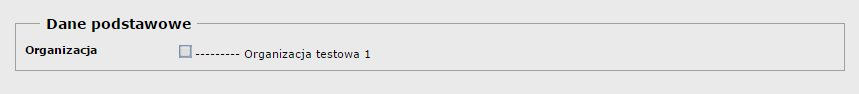 Dane podstawowe
Organizacja --------- Organizacja testowa 1